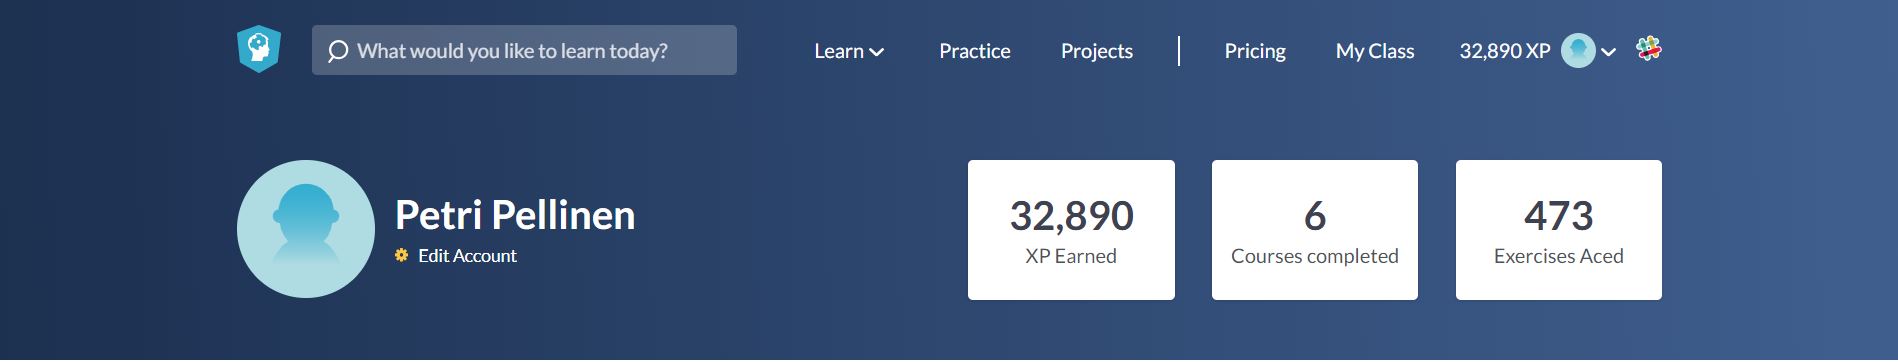 What would you like to learn today? Learn Practice Projects Pricing My Class 32,890 XP
Petri Pellinen
Edit Account
32,890
XP Earned
6
Courses completed
473
Exercises Aced